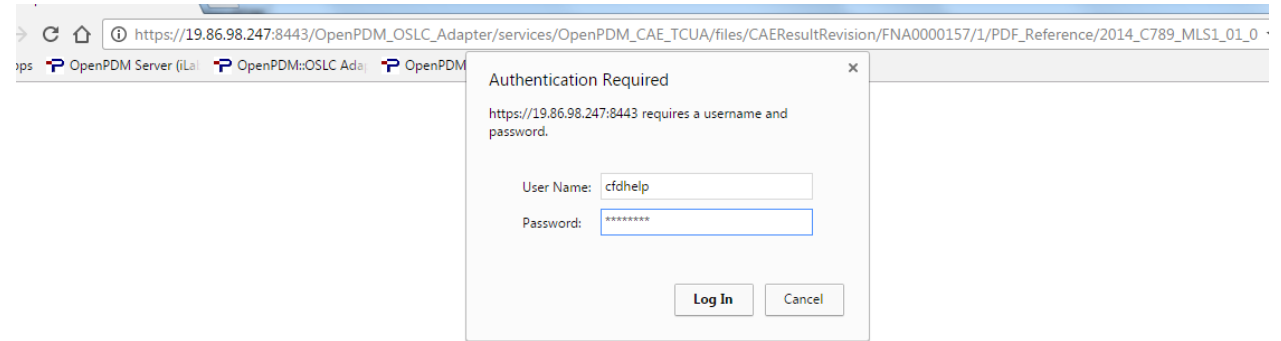 https://19.86.98.247:8443/OpenPDM_OSLC_Adapter/services/OpenPDM_CAE_TCUA/files/CAEResultRevision/FNA0000157/1/PDF_Reference/2014_C789_MLS1_01_0
OpenPDM Server (iLa OpenPDM::OSLC Ada OpenPDM
Authentication Required
https://19.86.98.247:8443 requires a username and
password.
User Name: cfdhelp
Password: ********
Log In Cancel